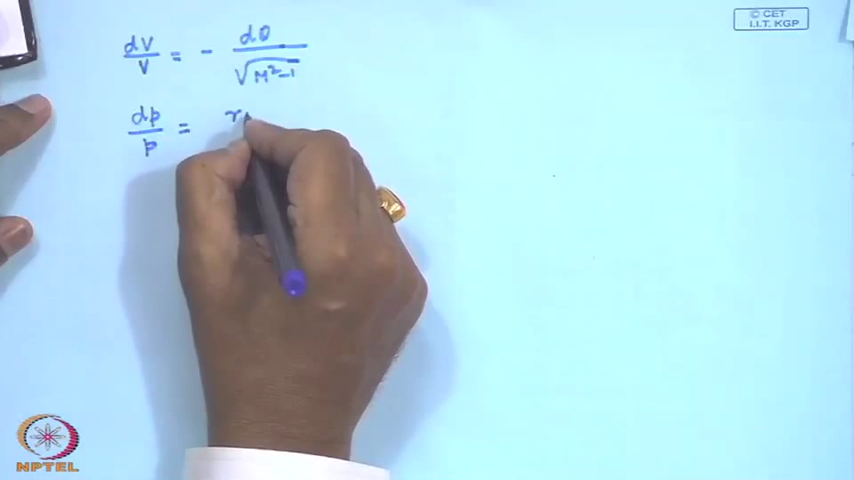 © CET
I.I.T. KGP
dV/V = - dθ/√(M²-1)
dp/p =
NPTEL